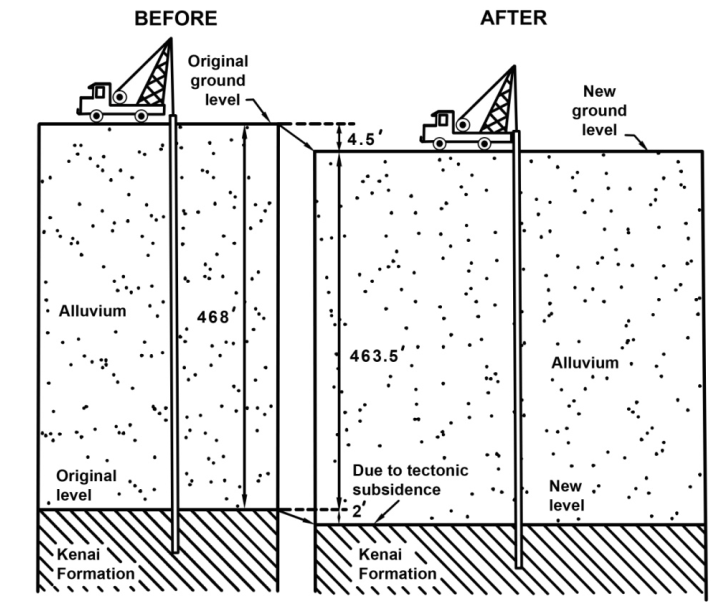 BEFORE
AFTER
Original
ground
level
New
ground
level
4.5'
Alluvium
468'
463.5'
Alluvium
Original
level
Due to tectonic
subsidence
New
level
2'
Kenai
Formation
Kenai
Formation